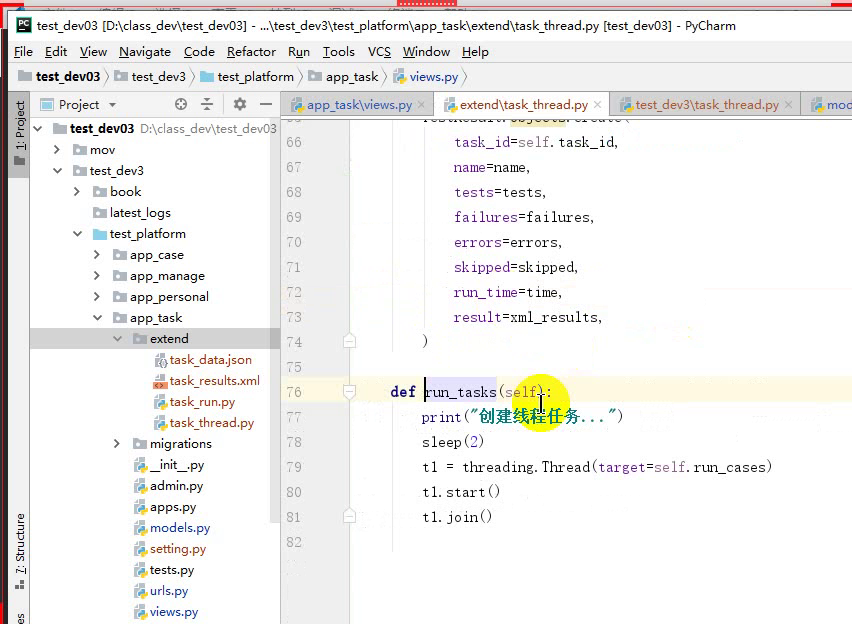 test_dev03 [D:\class_dev\test_dev03] - ...\test_dev3\test_platform\app_task\extend\task_thread.py [test_dev03] - PyCharm
File Edit View Navigate Code Refactor Run Tools VCS Window Help
test_dev03 test_dev3 test_platform app_task views.py
1: Project
Project
app_task\views.py
extend\task_thread.py
test_dev3\task_thread.py
test_dev03 D:\class_dev\test_dev03
mov
test_dev3
book
latest_logs
test_platform
app_case
app_manage
app_personal
app_task
extend
task_data.json
task_results.xml
task_run.py
task_thread.py
migrations
__init__.py
admin.py
apps.py
models.py
setting.py
tests.py
urls.py
views.py
7: Structure
TestResult.objects.create(
66 task_id=self.task_id,
67 name=name,
68 tests=tests,
69 failures=failures,
70 errors=errors,
71 skipped=skipped,
72 run_time=time,
73 result=xml_results,
74 )
75
76 def run_tasks(self):
77 print("创建线程任务...")
78 sleep(2)
79 t1 = threading.Thread(target=self.run_cases)
80 t1.start()
81 t1.join()
82